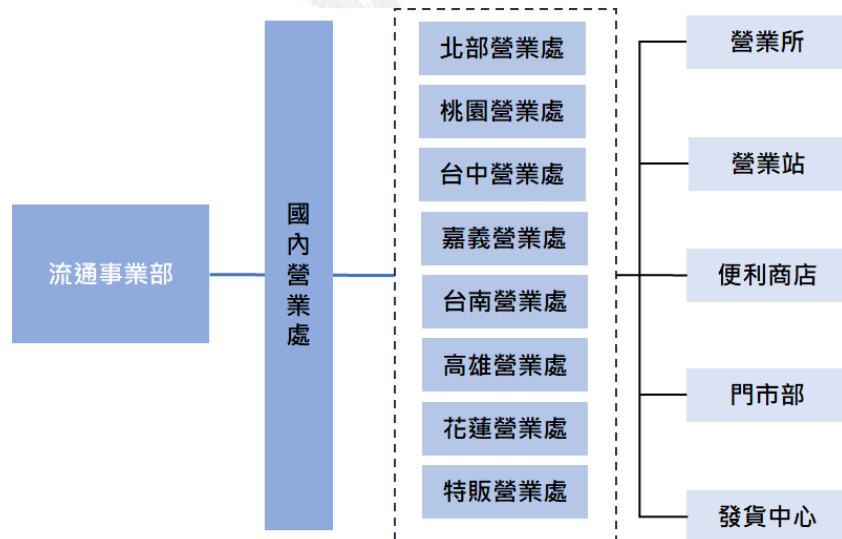 流通事業部
國內營業處
北部營業處
桃園營業處
台中營業處
嘉義營業處
台南營業處
高雄營業處
花蓮營業處
特販營業處
營業所
營業站
便利商店
門市部
發貨中心